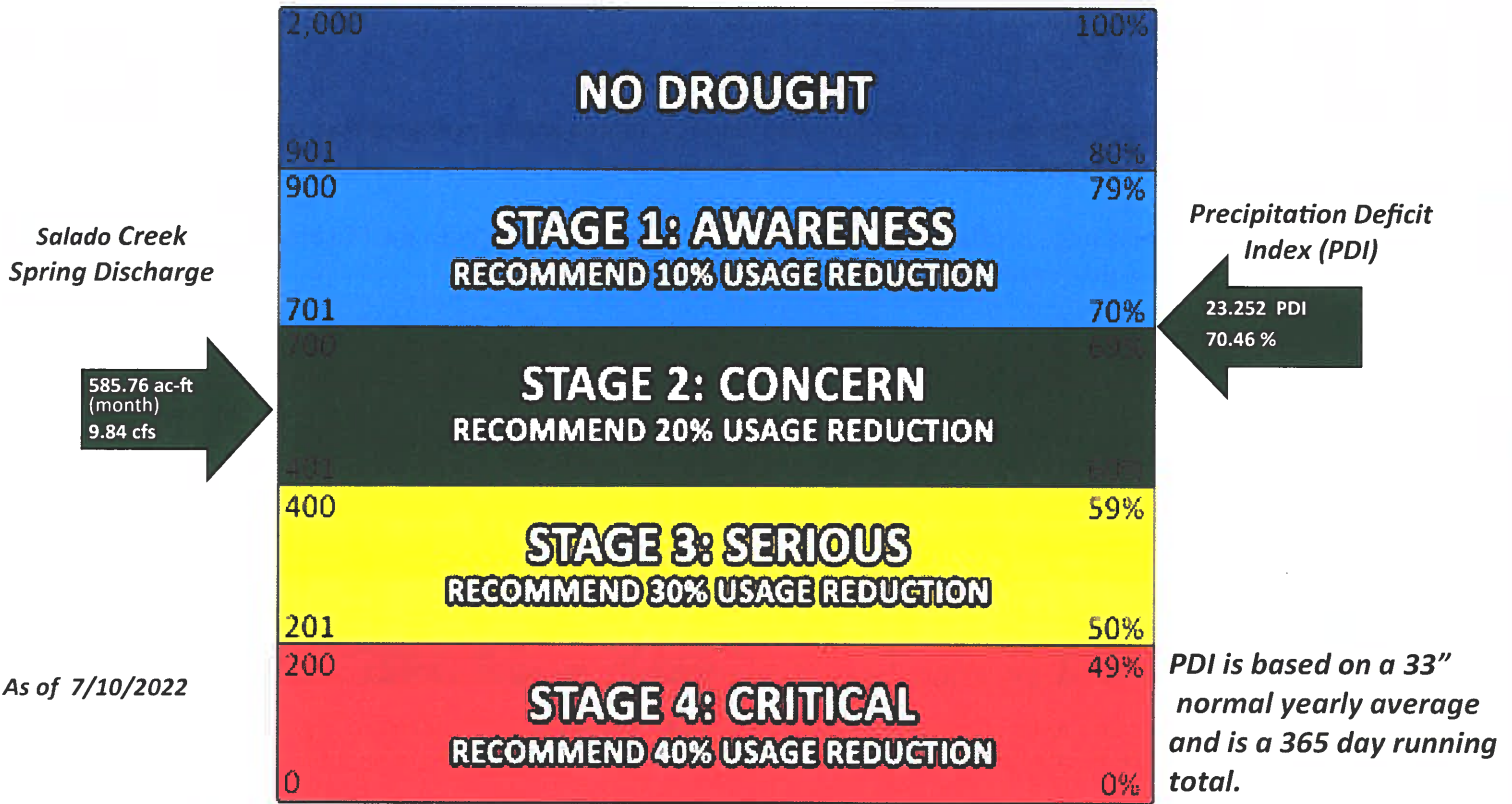 2,000 100%
NO DROUGHT
901 80%
900 79%
STAGE 1: AWARENESS
RECOMMEND 10% USAGE REDUCTION
701 70%
Salado Creek
Spring Discharge
Precipitation Deficit
Index (PDI)
23.252 PDI
70.46 %
700 69%
STAGE 2: CONCERN
RECOMMEND 20% USAGE REDUCTION
401
585.76 ac-ft
(month)
9.84 cfs
400 59%
STAGE 3: SERIOUS
RECOMMEND 30% USAGE REDUCTION
201 50%
200 49%
STAGE 4: CRITICAL
RECOMMEND 40% USAGE REDUCTION
0 0%
As of 7/10/2022
PDI is based on a 33”
normal yearly average
and is a 365 day running
total.